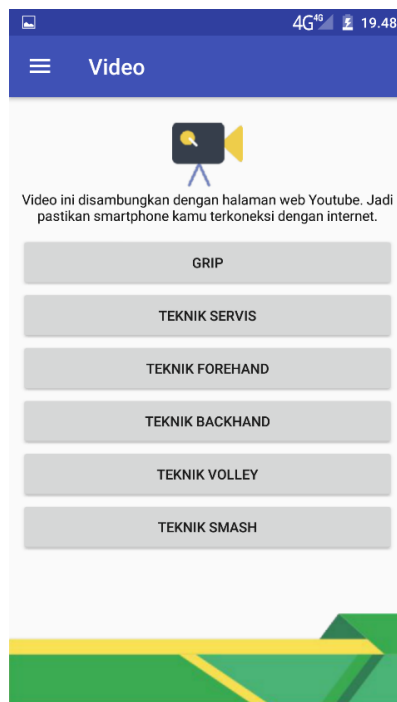 4G 4G 19.48
Video
Video ini disambungkan dengan halaman web Youtube. Jadi
pastikan smartphone kamu terkoneksi dengan internet.
GRIP
TEKNIK SERVIS
TEKNIK FOREHAND
TEKNIK BACKHAND
TEKNIK VOLLEY
TEKNIK SMASH